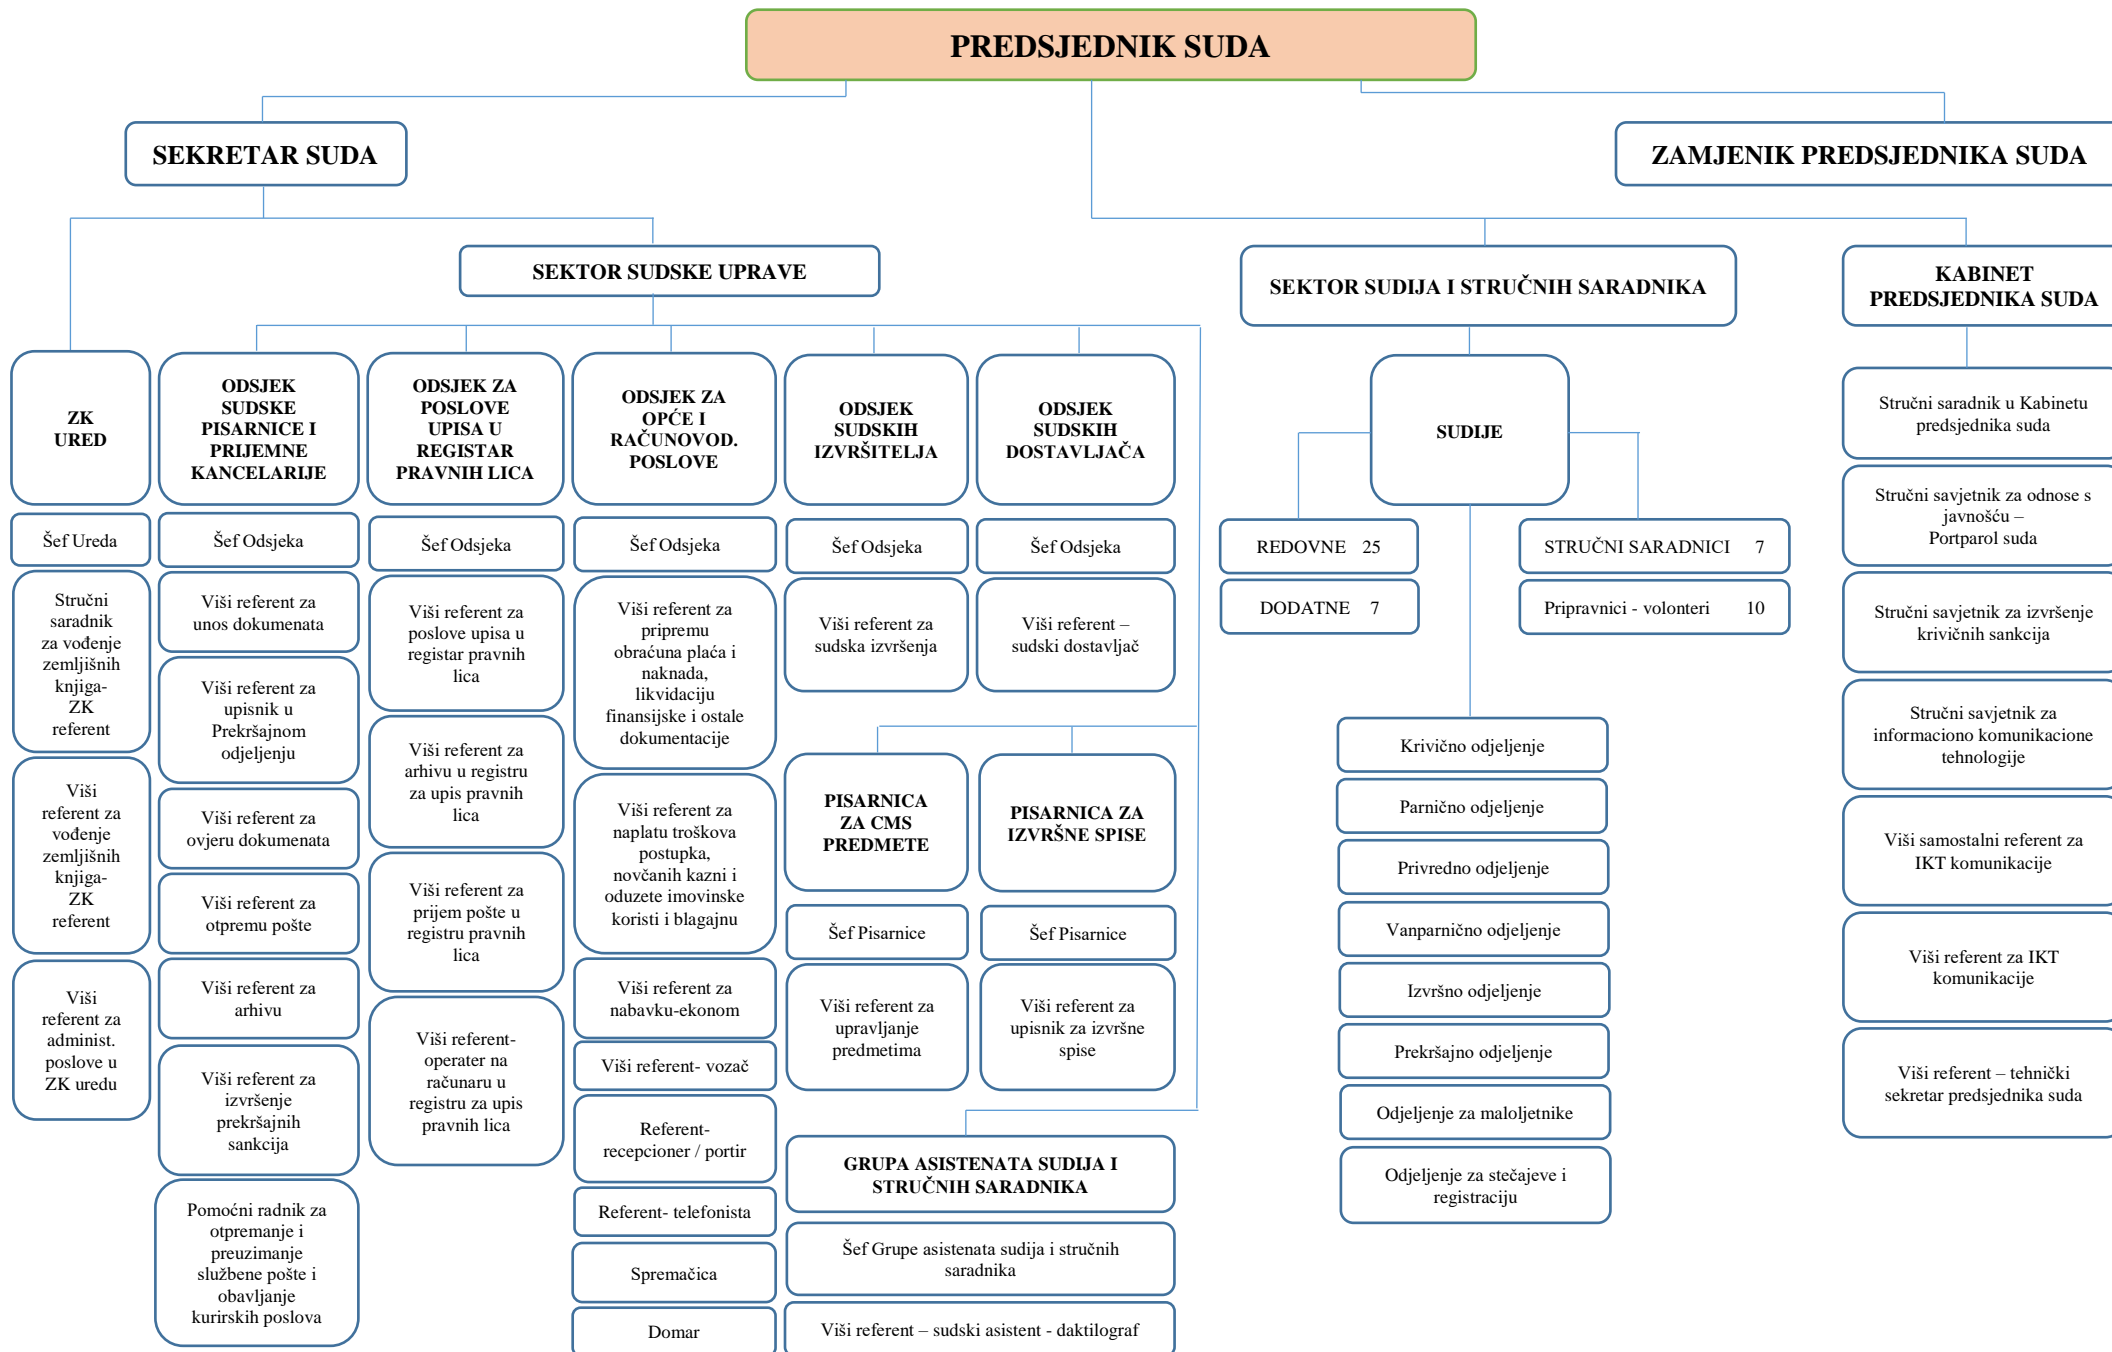 PREDSJEDNIK SUDA
SEKRETAR SUDA
ZAMJENIK PREDSJEDNIKA SUDA
SEKTOR SUDSKE UPRAVE
SEKTOR SUDIJA I STRUČNIH SARADNIKA
KABINET
PREDSJEDNIKA SUDA
ZK
URED
Šef Ureda
Stručni
saradnik
za vođenje
zemljišnih
knjiga-
ZK
referent
Viši
referent za
vođenje
zemljišnih
knjiga-
ZK
referent
Viši
referent za
administ.
poslove u
ZK uredu
ODSJEK
SUDSKE
PISARNICE I
PRIJEMNE
KANCELARIJE
Šef Odsjeka
Viši referent za
unos dokumenata
Viši referent za
upisnik u
Prekršajnom
odjeljenju
Viši referent za
ovjeru dokumenata
Viši referent za
otpremu pošte
Viši referent za
arhivu
Viši referent za
izvršenje
prekršajnih
sankcija
Pomoćni radnik za
otpremanje i
preuzimanje
službene pošte i
obavljanje
kurirskih poslova
ODSJEK ZA
POSLOVE
UPISA U
REGISTAR
PRAVNIH LICA
Šef Odsjeka
Viši referent za
poslove upisa u
registar pravnih
lica
Viši referent za
arhivu u registru
za upis pravnih
lica
Viši referent za
prijem pošte u
registru pravnih
lica
Viši referent-
operater na
računaru u
registru za upis
pravnih lica
ODSJEK ZA
OPĆE I
RAČUNOVOD.
POSLOVE
Šef Odsjeka
Viši referent za
pripremu
obraćuna plaća i
naknada,
likvidaciju
finansijske i ostale
dokumentacije
Viši referent za
naplatu troškova
postupka,
novčanih kazni i
oduzete imovinske
koristi i blagajnu
Viši referent za
nabavku-ekonom
Viši referent- vozač
Referent-
recepcioner / portir
Referent- telefonista
Spremačica
Domar
ODSJEK
SUDSKIH
IZVRŠITELJA
Šef Odsjeka
Viši referent za
sudska izvršenja
ODSJEK
SUDSKIH
DOSTAVLJAČA
Šef Odsjeka
Viši referent –
sudski dostavljač
PISARNICA
ZA CMS
PREDMETE
Šef Pisarnice
Viši referent za
upravljanje
predmetima
PISARNICA ZA
IZVRŠNE SPISE
Šef Pisarnice
Viši referent za
upisnik za izvršne
spise
GRUPA ASISTENATA SUDIJA I
STRUČNIH SARADNIKA
Šef Grupe asistenata sudija i stručnih
saradnika
Viši referent – sudski asistent - daktilograf
SUDIJE
REDOVNE 25
DODATNE 7
STRUČNI SARADNICI 7
Pripravnici - volonteri 10
Krivično odjeljenje
Parnično odjeljenje
Privredno odjeljenje
Vanparnično odjeljenje
Izvršno odjeljenje
Prekršajno odjeljenje
Odjeljenje za maloljetnike
Odjeljenje za stečajeve i
registraciju
Stručni saradnik u Kabinetu
predsjednika suda
Stručni savjetnik za odnose s
javnošću –
Portparol suda
Stručni savjetnik za izvršenje
krivičnih sankcija
Stručni savjetnik za
informaciono komunikacione
tehnologije
Viši samostalni referent za
IKT komunikacije
Viši referent za IKT
komunikacije
Viši referent – tehnički
sekretar predsjednika suda